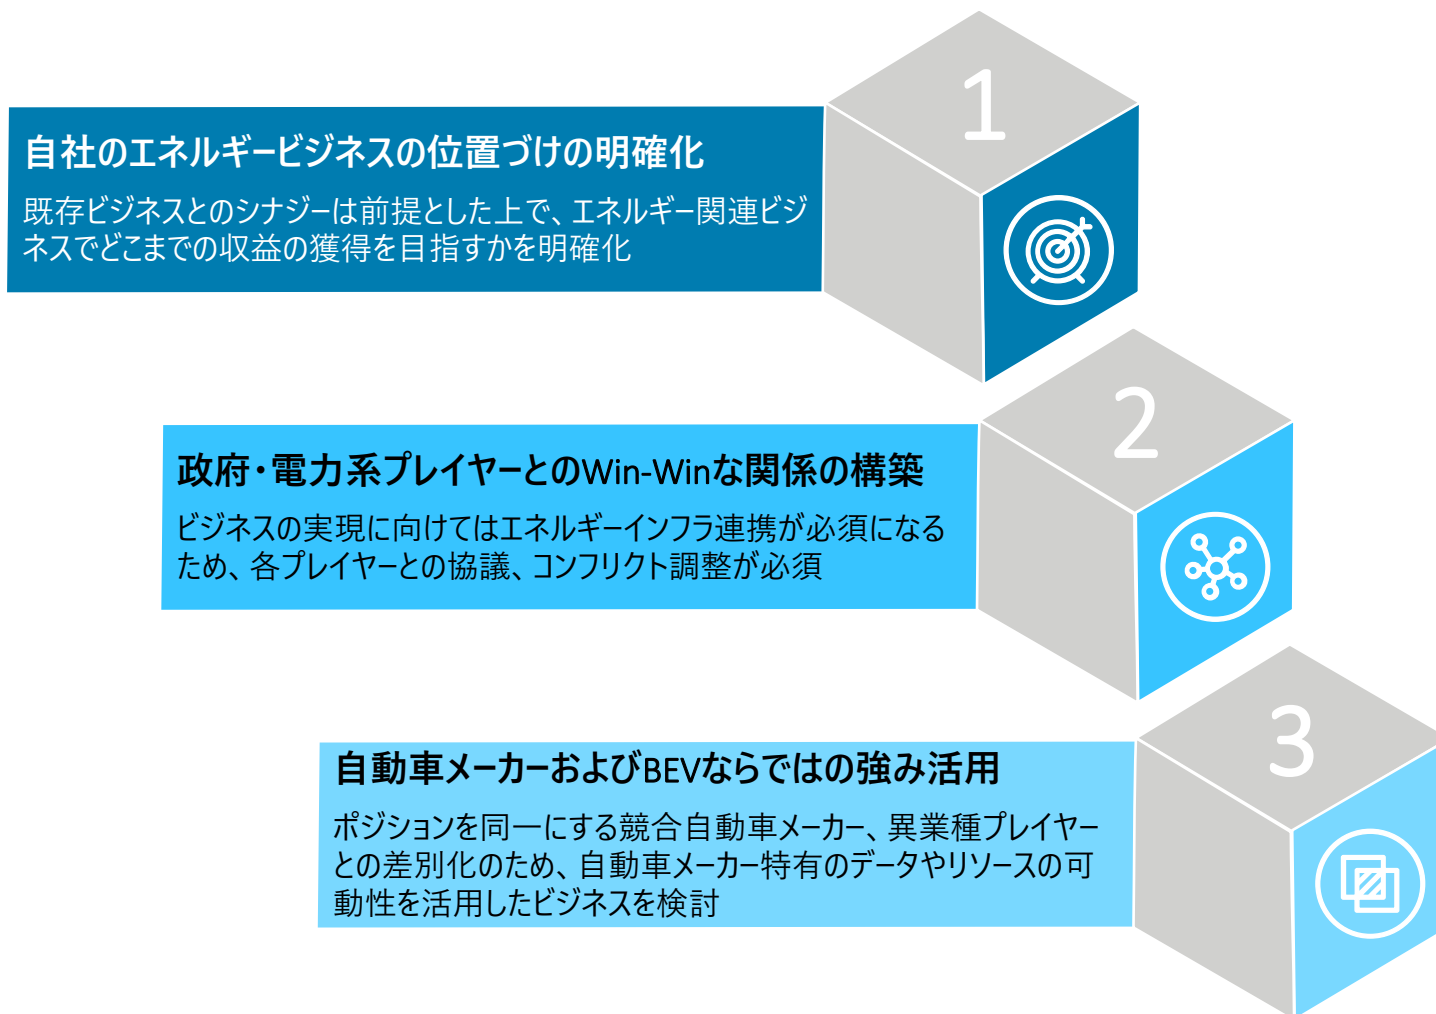 1
自社のエネルギービジネスの位置づけの明確化
既存ビジネスとのシナジーは前提とした上で、エネルギー関連ビジ
ネスでどこまでの収益の獲得を目指すかを明確化
2
政府・電力系プレイヤーとのWin-Winな関係の構築
ビジネスの実現に向けてはエネルギーインフラ連携が必須になる
ため、各プレイヤーとの協議、コンフリクト調整が必須
3
自動車メーカーおよびBEVならではの強み活用
ポジションを同一にする競合自動車メーカー、異業種プレイヤー
との差別化のため、自動車メーカー特有のデータやリソースの可
動性を活用したビジネスを検討